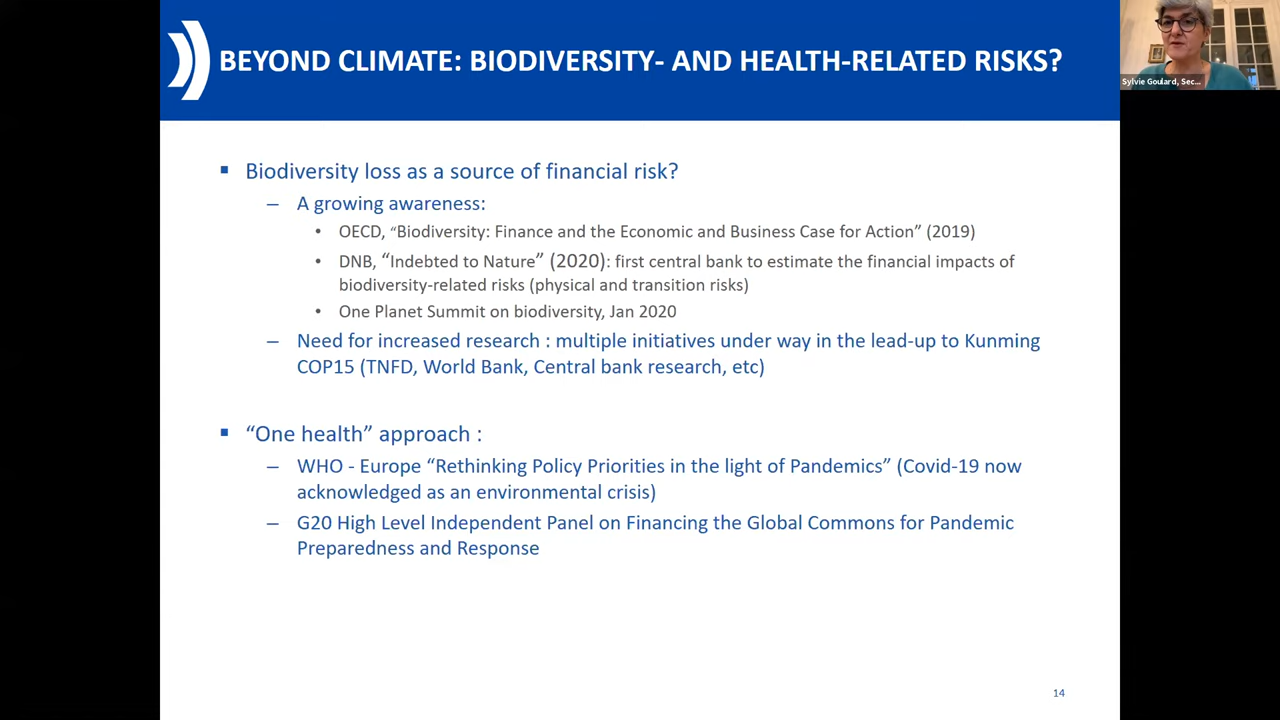 BEYOND CLIMATE: BIODIVERSITY- AND HEALTH-RELATED RISKS?
Sylvie Goulard, Sec...
▪ Biodiversity loss as a source of financial risk?
– A growing awareness:
• OECD, “Biodiversity: Finance and the Economic and Business Case for Action” (2019)
• DNB, “Indebted to Nature” (2020): first central bank to estimate the financial impacts of
biodiversity-related risks (physical and transition risks)
• One Planet Summit on biodiversity, Jan 2020
– Need for increased research : multiple initiatives under way in the lead-up to Kunming
COP15 (TNFD, World Bank, Central bank research, etc)
▪ “One health” approach :
– WHO - Europe “Rethinking Policy Priorities in the light of Pandemics” (Covid-19 now
acknowledged as an environmental crisis)
– G20 High Level Independent Panel on Financing the Global Commons for Pandemic
Preparedness and Response
14